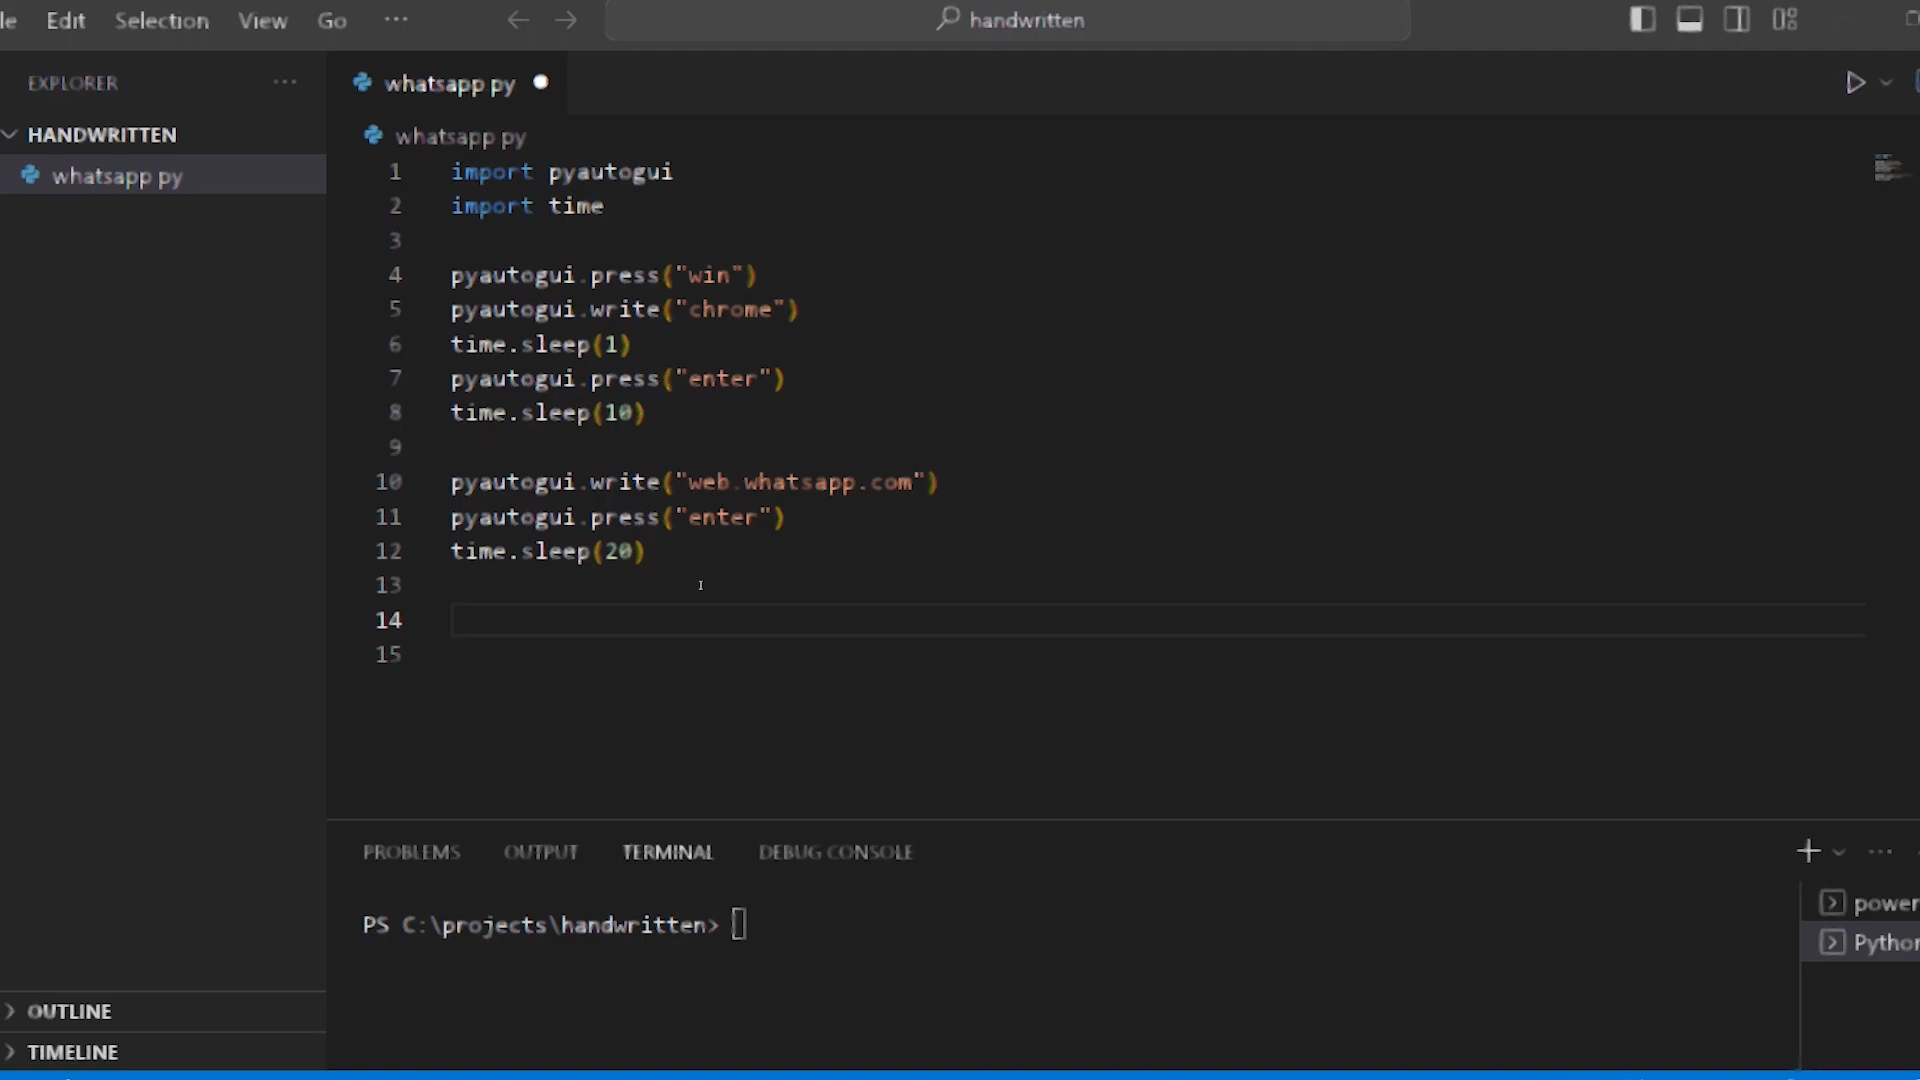 le Edit Selection View Go ···
handwritten
EXPLORER ···
HANDWRITTEN
whatsapp py
OUTLINE
TIMELINE
whatsapp py
whatsapp py
1 import pyautogui
2 import time
3
4 pyautogui.press("win")
5 pyautogui.write("chrome")
6 time.sleep(1)
7 pyautogui.press("enter")
8 time.sleep(10)
9
10 pyautogui.write("web.whatsapp.com")
11 pyautogui.press("enter")
12 time.sleep(20)
13
14
15
PROBLEMS OUTPUT TERMINAL DEBUG CONSOLE
PS C:\projects\handwritten>
power
Python